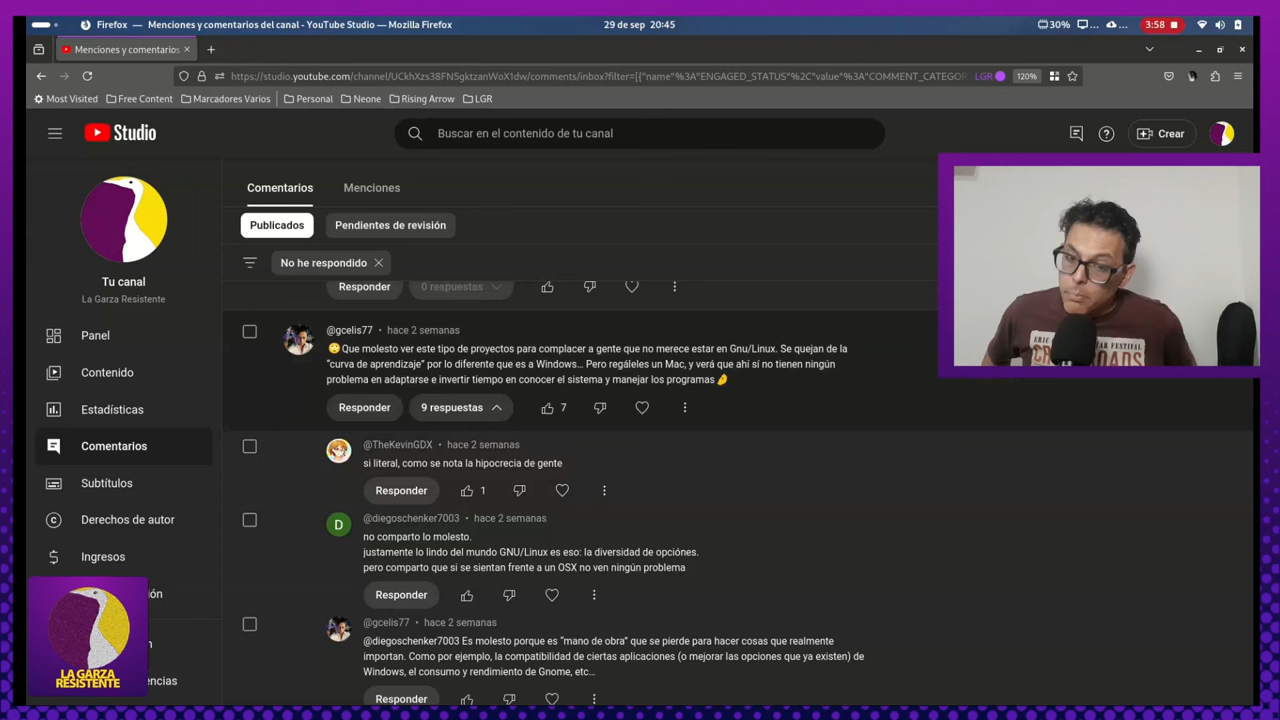 Firefox — Menciones y comentarios del canal - YouTube Studio — Mozilla Firefox
29 de sep 20:45
30%
3:58
Menciones y comentarios
https://studio.youtube.com/channel/UCkhXzs38FN5gktzanWoX1dw/comments/inbox?filter=[{"name"%3A"ENGAGED_STATUS"%2C"value"%3A"COMMENT_CATEGOR
LGR
120%
Most Visited
Free Content
Marcadores Varios
Personal
Neone
Rising Arrow
LGR
Studio
Buscar en el contenido de tu canal
Crear
Comentarios
Menciones
Publicados
Pendientes de revisión
No he respondido
Tu canal
La Garza Resistente
Panel
Contenido
Estadísticas
Comentarios
Subtítulos
Derechos de autor
Ingresos
ión
n
encias
LA GARZA
RESISTENTE
Responder
0 respuestas
@gcelis77 • hace 2 semanas
🙄Que molesto ver este tipo de proyectos para complacer a gente que no merece estar en Gnu/Linux. Se quejan de la
"curva de aprendizaje" por lo diferente que es a Windows... Pero regáleles un Mac, y verá que ahí sí no tienen ningún
problema en adaptarse e invertir tiempo en conocer el sistema y manejar los programas🤌
Responder
9 respuestas
7
@TheKevinGDX • hace 2 semanas
si literal, como se nota la hipocrecia de gente
Responder
1
D
@diegoschenker7003 • hace 2 semanas
no comparto lo molesto.
justamente lo lindo del mundo GNU/Linux es eso: la diversidad de opciónes.
pero comparto que si se sientan frente a un OSX no ven ningún problema
Responder
@gcelis77 • hace 2 semanas
@diegoschenker7003 Es molesto porque es "mano de obra" que se pierde para hacer cosas que realmente
importan. Como por ejemplo, la compatibilidad de ciertas aplicaciones (o mejorar las opciones que ya existen) de
Windows, el consumo y rendimiento de Gnome, etc...
Responder